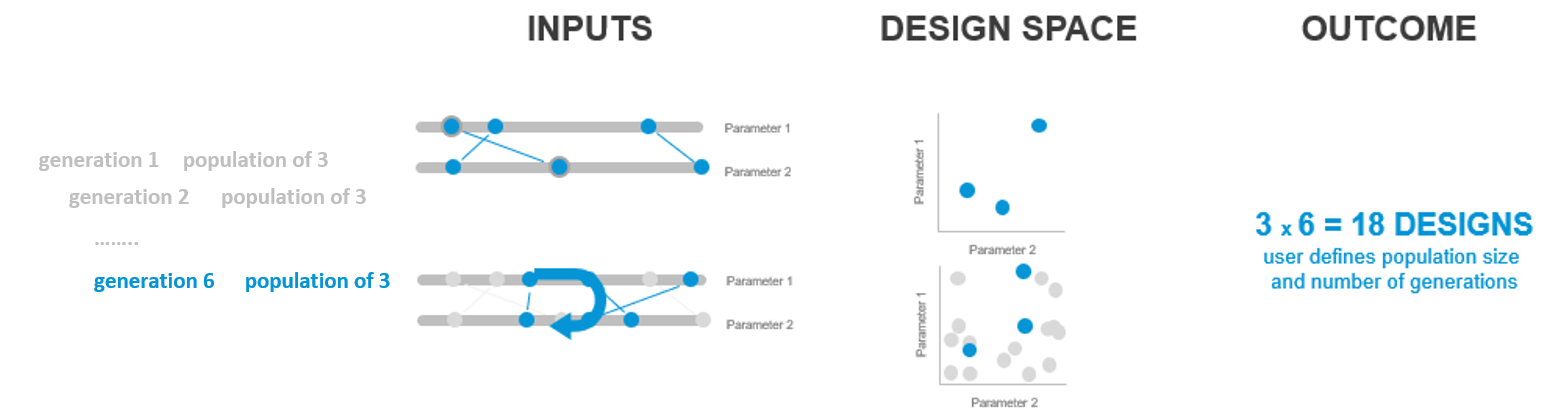 INPUTS
DESIGN SPACE
OUTCOME
Parameter 1
Parameter 2
Parameter 1
Parameter 2
generation 1 population of 3
generation 2 population of 3
........
generation 6 population of 3
Parameter 1
Parameter 2
Parameter 1
Parameter 2
3 x 6 = 18 DESIGNS
user defines population size
and number of generations